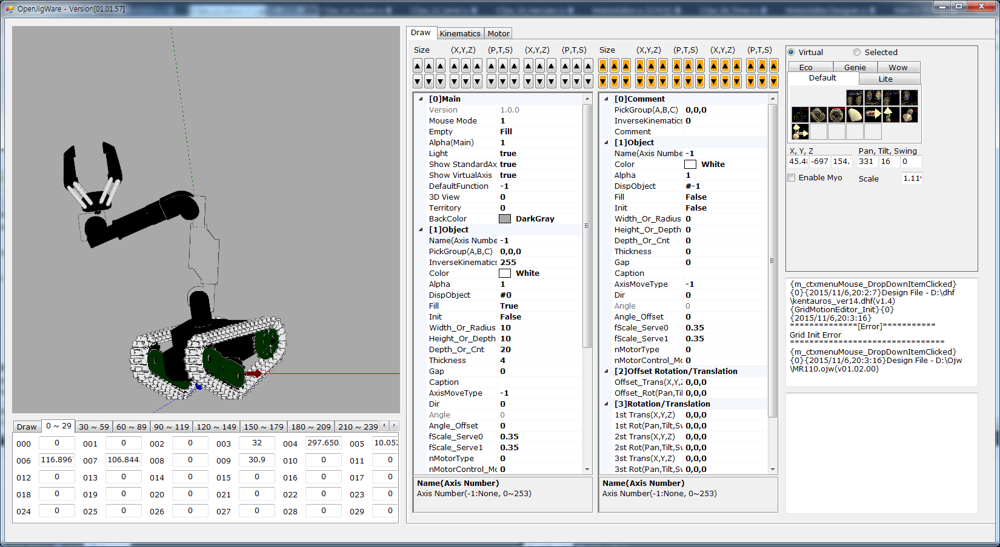 OpenJigWare - Version[01.01.57]
Draw Kinematics Motor
Size (X,Y,Z) (P,T,S) (X,Y,Z) (P,T,S)
Size (X,Y,Z) (P,T,S) (X,Y,Z) (P,T,S)
[0]Main
Version 1.0.0
Mouse Mode 1
Empty Fill
Alpha(Main) 1
Light true
Show StandardAx true
Show VirtualAxis true
DefaultFunction -1
3D View 0
Territory 0
BackColor DarkGray
[1]Object
Name(Axis Numbe -1
PickGroup(A,B,C) 0,0,0
InverseKinematics 255
Color White
Alpha 1
DispObject #0
Fill True
Init False
Width_Or_Radius 10
Height_Or_Depth 10
Depth_Or_Cnt 20
Thickness 4
Gap 0
Caption
AxisMoveType -1
Dir 0
Angle 0
Angle_Offset 0
fScale_Serve0 0.35
fScale_Serve1 0.35
nMotorType 0
nMotorControl_Mo 0
Name(Axis Number)
Axis Number(-1:None, 0~253)
[0]Comment
PickGroup(A,B,C) 0,0,0
InverseKinematics 0
Comment
[1]Object
Name(Axis Numbe -1
Color White
Alpha 1
DispObject #-1
Fill False
Init False
Width_Or_Radius 0
Height_Or_Depth 0
Depth_Or_Cnt 0
Thickness 0
Gap 0
Caption
AxisMoveType -1
Dir 0
Angle 0
Angle_Offset 0
fScale_Serve0 0.35
fScale_Serve1 0.35
nMotorType 0
nMotorControl_Mo 0
[2]Offset Rotation/Translation
Offset_Trans(X,Y,Z 0,0,0
Offset_Rot(Pan,Til 0,0,0
[3]Rotation/Translation
1st Trans(X,Y,Z) 0,0,0
1st Rot(Pan,Tilt,Sw 0,0,0
2st Trans(X,Y,Z) 0,0,0
2st Rot(Pan,Tilt,Sw 0,0,0
3st Trans(X,Y,Z) 0,0,0
3st Rot(Pan,Tilt,Sw 0,0,0
Name(Axis Number)
Axis Number(-1:None, 0~253)
Virtual Selected
Eco Genie Wow
Default Lite
X, Y, Z Pan, Tilt, Swing
45.48 -697 154. 331 16 0
Enable Myo Scale 1.119
{m_ctxmenuMouse_DropDownItemClicked}
{0}{2015/11/6,20:2:7}Design File - D:\dhf
\kentauros_ver14.dhf(v1.4)
{GridMotionEditor_Init}{0}
{2015/11/6,20:3:16}
**************[Error]***********
Grid Init Error
********************************
{m_ctxmenuMouse_DropDownItemClicked}
{0}{2015/11/6,20:3:16}Design File - D:\Ojw
\MR110.ojw(v01.02.00)
Draw 0 ~ 29 30 ~ 59 60 ~ 89 90 ~ 119 120 ~ 149 150 ~ 179 180 ~ 209 210 ~ 239
000 0 001 0 002 0 003 32 004 297.650 005 10.052
006 116.896 007 106.844 008 0 009 30.9 010 0 011 0
012 0 013 0 014 0 015 0 016 0 017 0
018 0 019 0 020 0 021 0 022 0 023 0
024 0 025 0 026 0 027 0 028 0 029 0